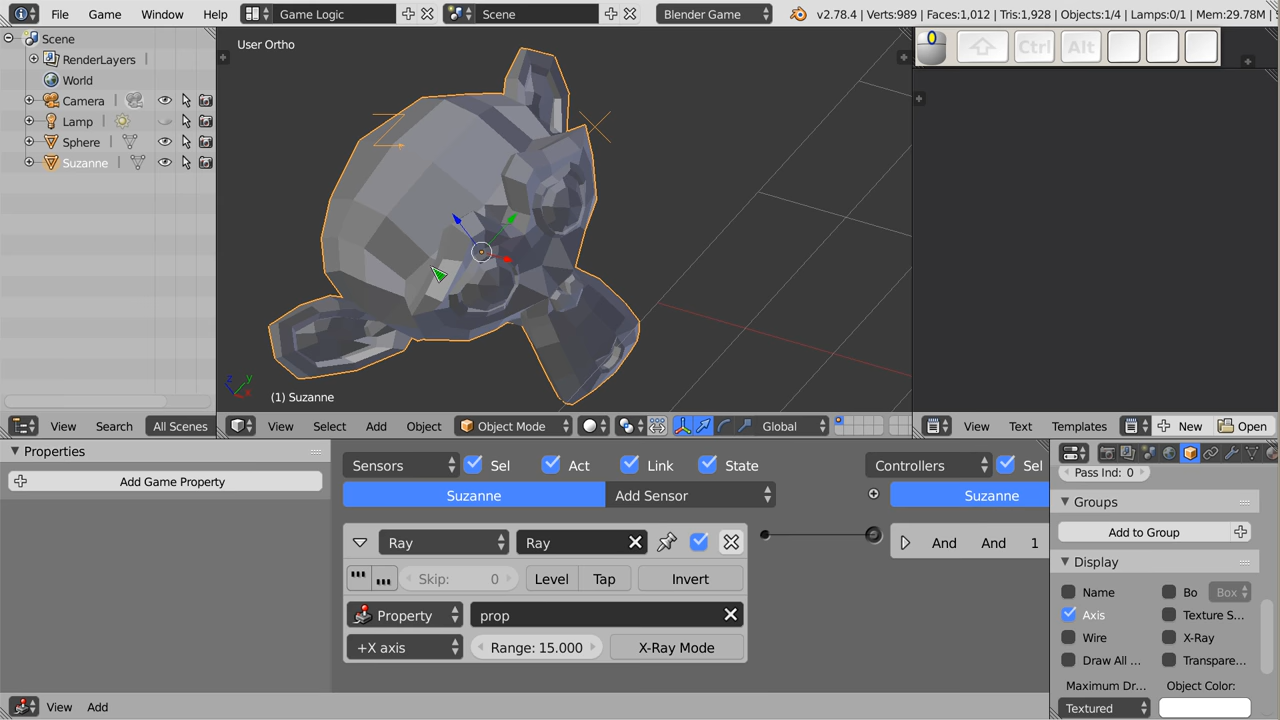 File Game Window Help Game Logic Scene Blender Game v2.78.4 | Verts:989 | Faces:1,012 | Tris:1,928 | Objects:1/4 | Lamps:0/1 | Mem:29.78M |
Scene
RenderLayers
World
Camera
Lamp
Sphere
Suzanne
User Ortho
Z
(1) Suzanne
z y x
Ctrl Alt
View Search All Scenes
View Select Add Object Object Mode Global
View Text Templates New Open
Properties
Add Game Property
Sensors Sel Act Link State
Suzanne Add Sensor
Controllers Sel
Suzanne
Ray Ray
And And 1
Skip: 0 Level Tap Invert
Property prop
+X axis Range: 15.000 X-Ray Mode
Pass Ind: 0
Groups
Add to Group
Display
Name Bo Box
Axis Texture S...
Wire X-Ray
Draw All ... Transpare...
Maximum Dr... Object Color:
Textured
View Add